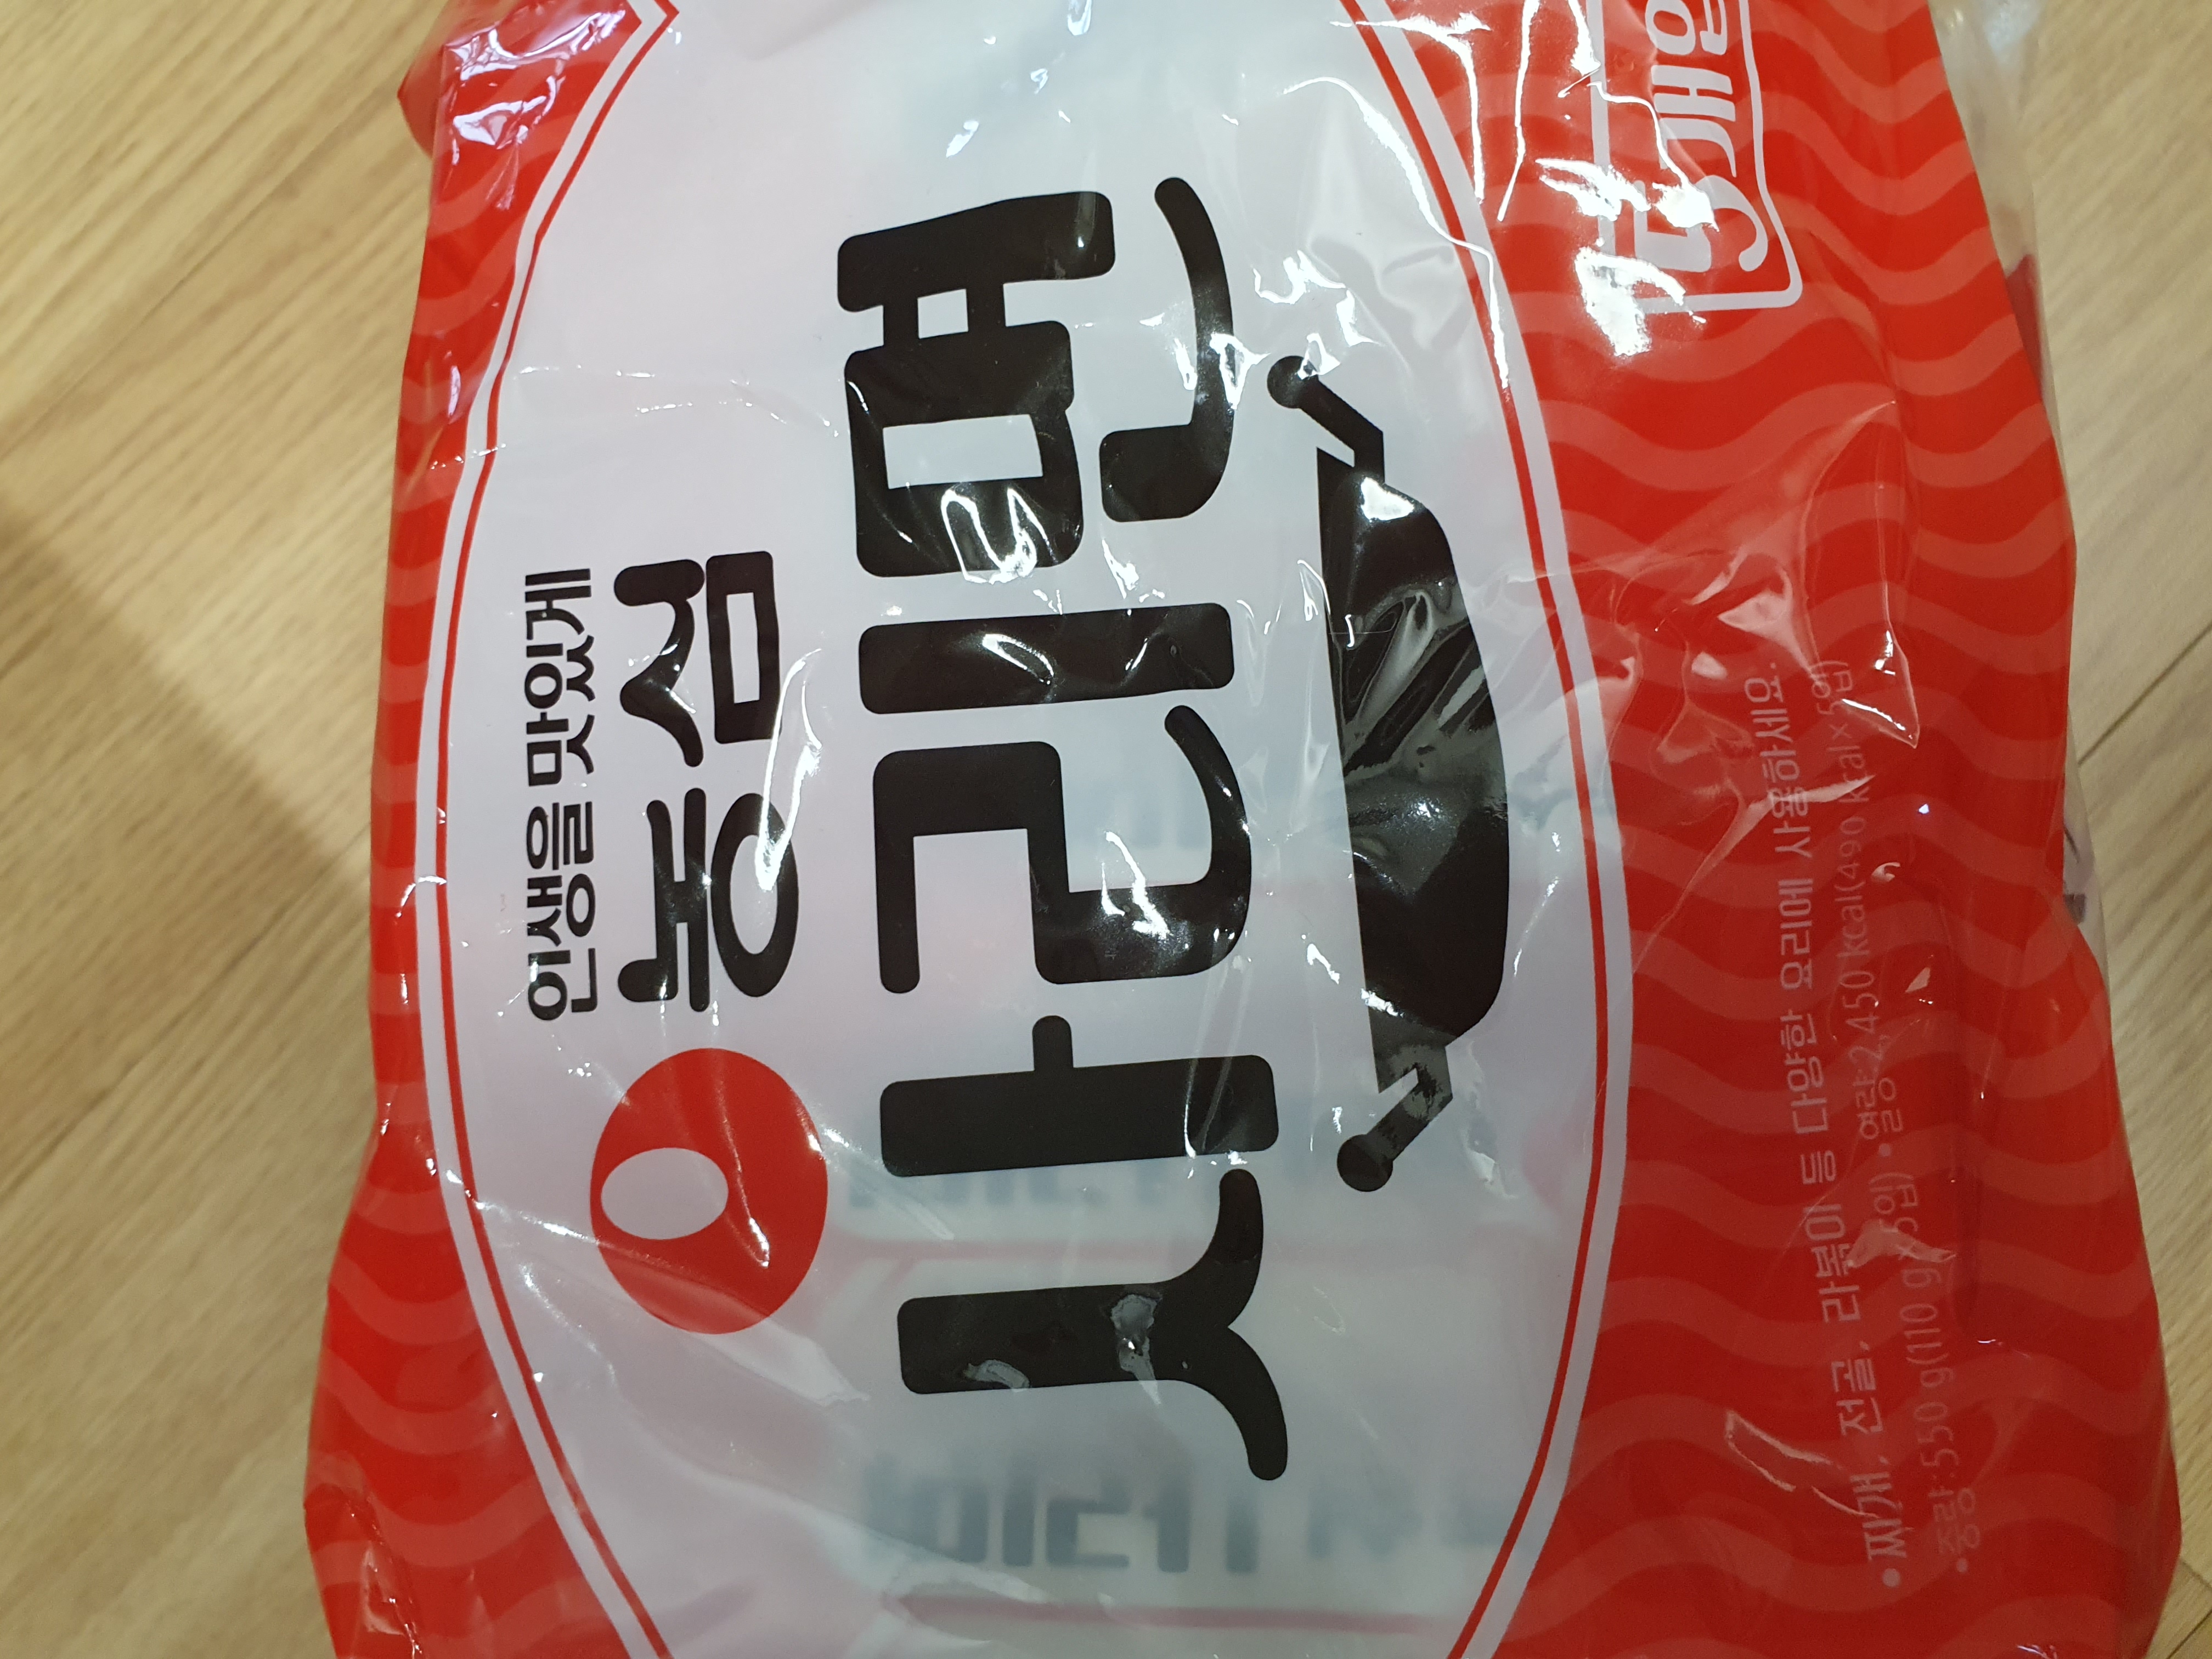 인생을 맛있게
농심
사리면
5개입
•찌개, 전골, 라볶이 등 다양한 요리에 사용하세요.
•중량:550 g(110 g×5입) •열량:2,450 kcal(490 kcal×5입)